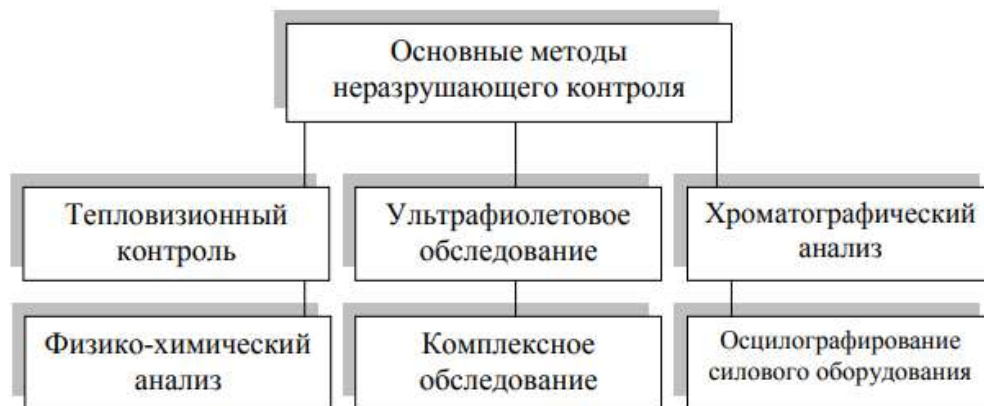 Основные методы
неразрушающего контроля
Тепловизионный
контроль
Ультрафиолетовое
обследование
Хроматографический
анализ
Физико-химический
анализ
Комплексное
обследование
Осцилографирование
силового оборудования